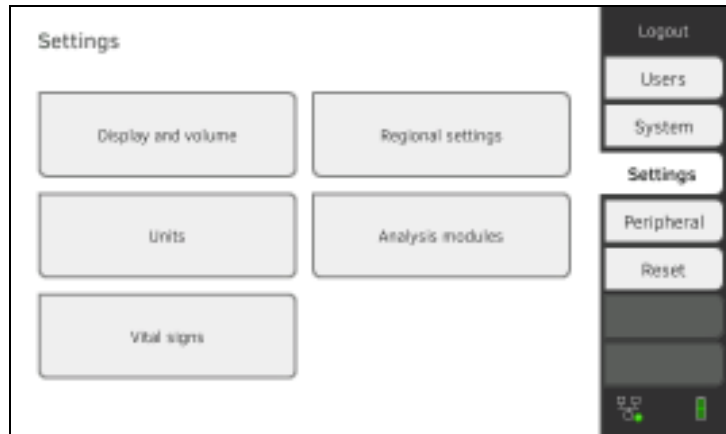 Settings
Display and volume
Regional settings
Units
Analysis modules
Vital signs
Logout
Users
System
Settings
Peripheral
Reset